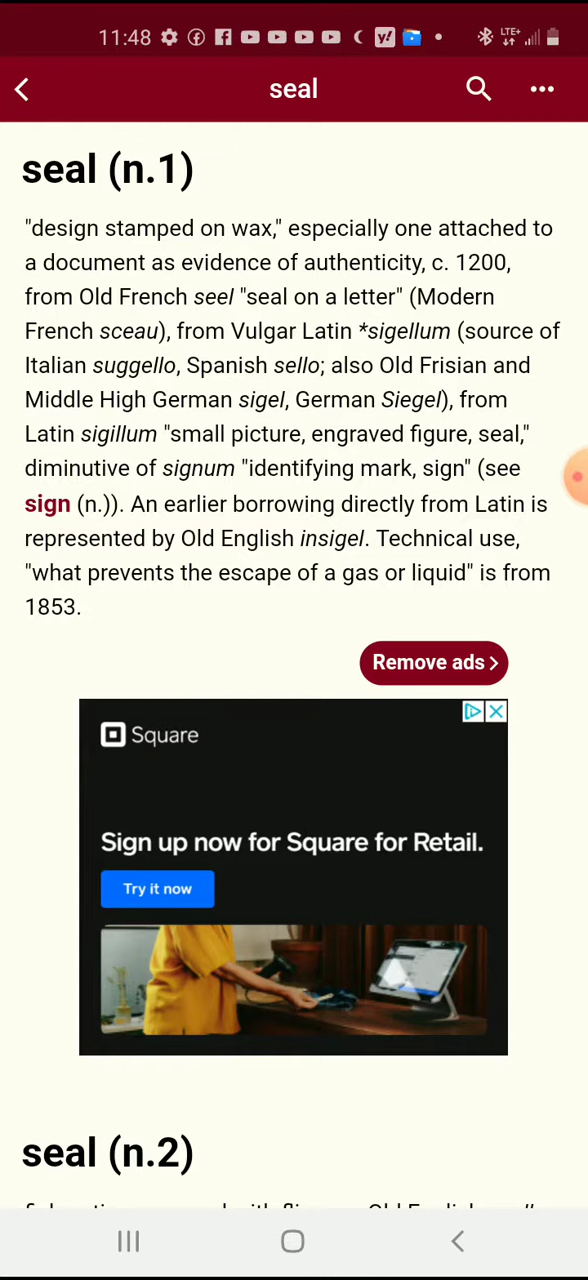 11:48 LTE+
seal
seal (n.1)
"design stamped on wax," especially one attached to
a document as evidence of authenticity, c. 1200,
from Old French seel "seal on a letter" (Modern
French sceau), from Vulgar Latin *sigellum (source of
Italian suggello, Spanish sello; also Old Frisian and
Middle High German sigel, German Siegel), from
Latin sigillum "small picture, engraved figure, seal,"
diminutive of signum "identifying mark, sign" (see
sign (n.)). An earlier borrowing directly from Latin is
represented by Old English insigel. Technical use,
"what prevents the escape of a gas or liquid" is from
1853.
Remove ads
Square
Sign up now for Square for Retail.
Try it now
seal (n.2)